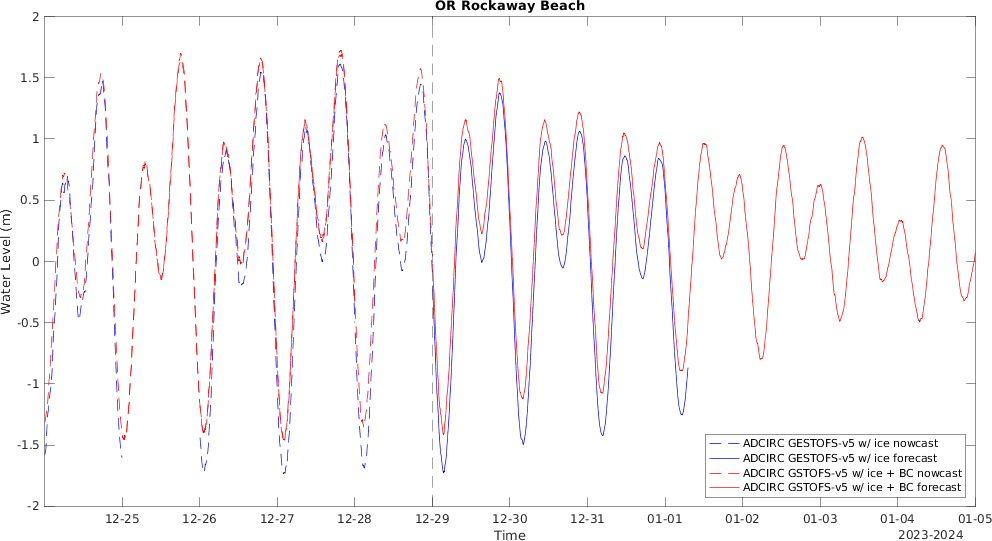 OR Rockaway Beach
2
1.5
1
0.5
0
-0.5
-1
-1.5
-2
Water Level (m)
12-25 12-26 12-27 12-28 12-29 12-30 12-31 01-01 01-02 01-03 01-04 01-05
Time
2023-2024
ADCIRC GESTOFS-v5 w/ ice nowcast
ADCIRC GESTOFS-v5 w/ ice forecast
ADCIRC GSTOFS-v5 w/ ice + BC nowcast
ADCIRC GSTOFS-v5 w/ ice + BC forecast